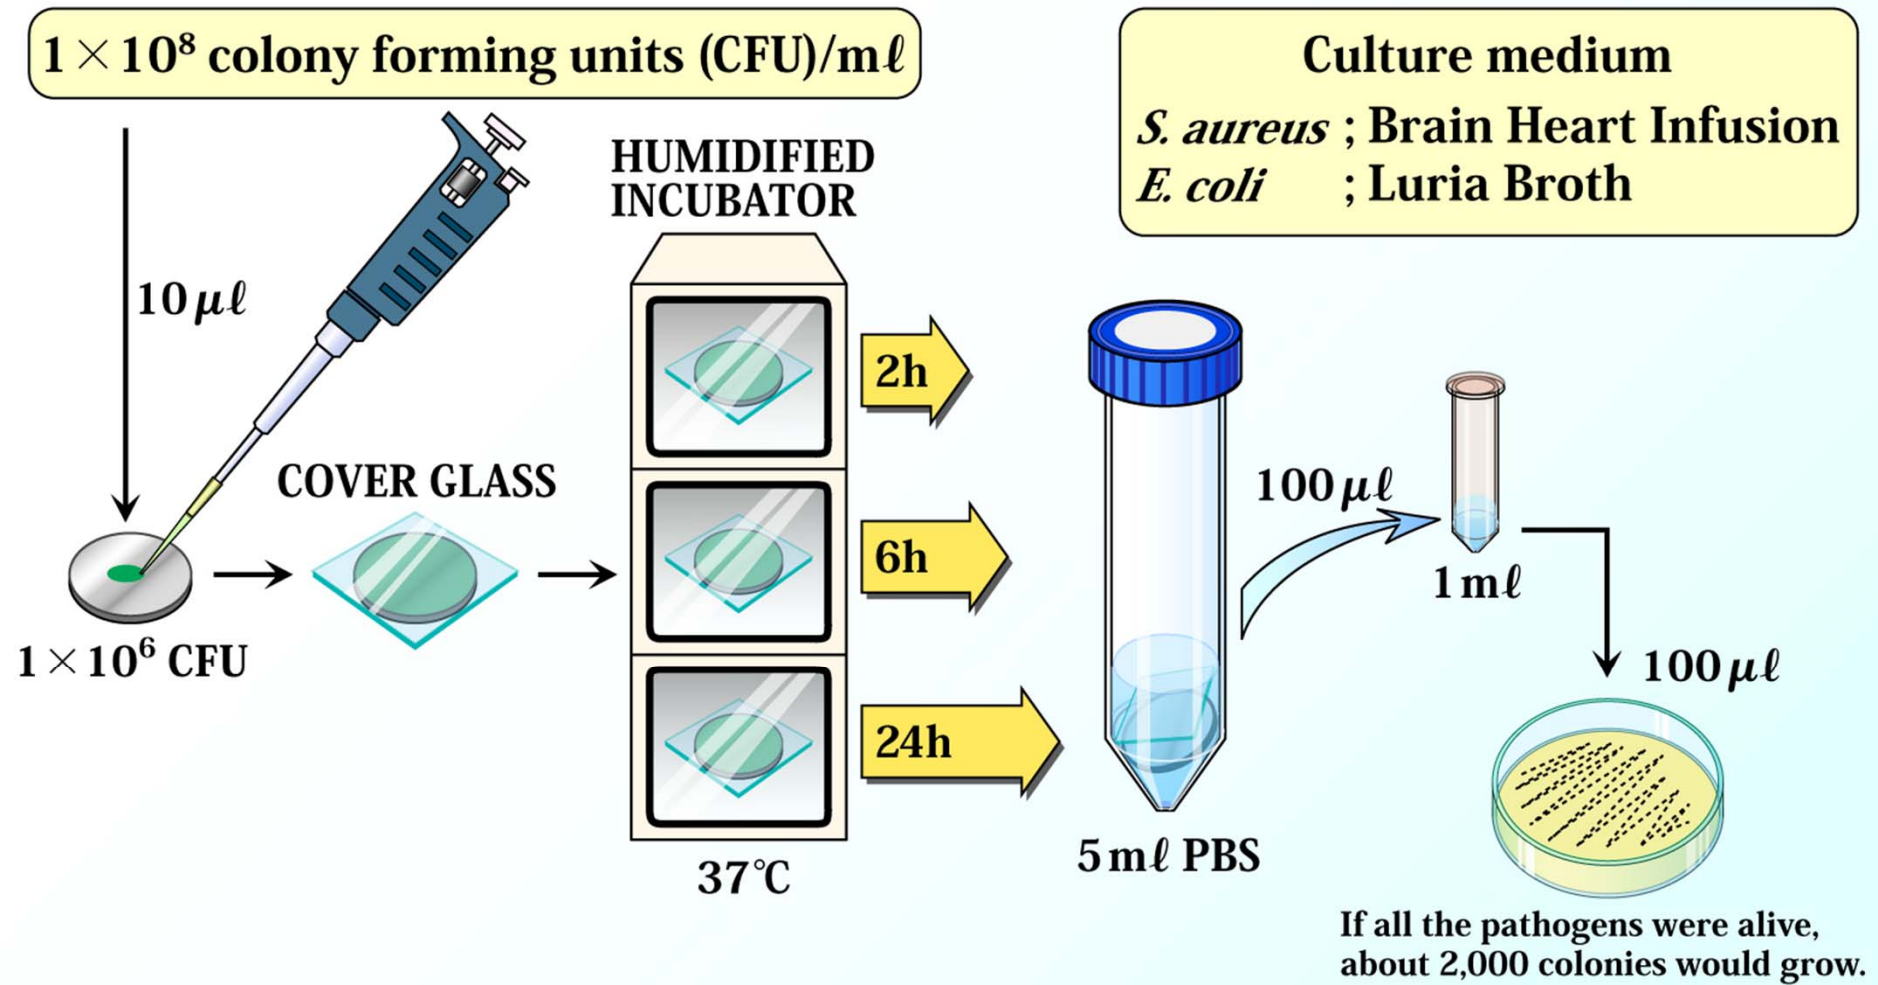 1×10⁸ colony forming units (CFU)/mℓ
Culture medium
S. aureus ; Brain Heart Infusion
E. coli ; Luria Broth
10 μℓ
HUMIDIFIED
INCUBATOR
COVER GLASS
1×10⁶ CFU
2h
6h
24h
37℃
5 mℓ PBS
100 μℓ
1 mℓ
100 μℓ
If all the pathogens were alive,
about 2,000 colonies would grow.